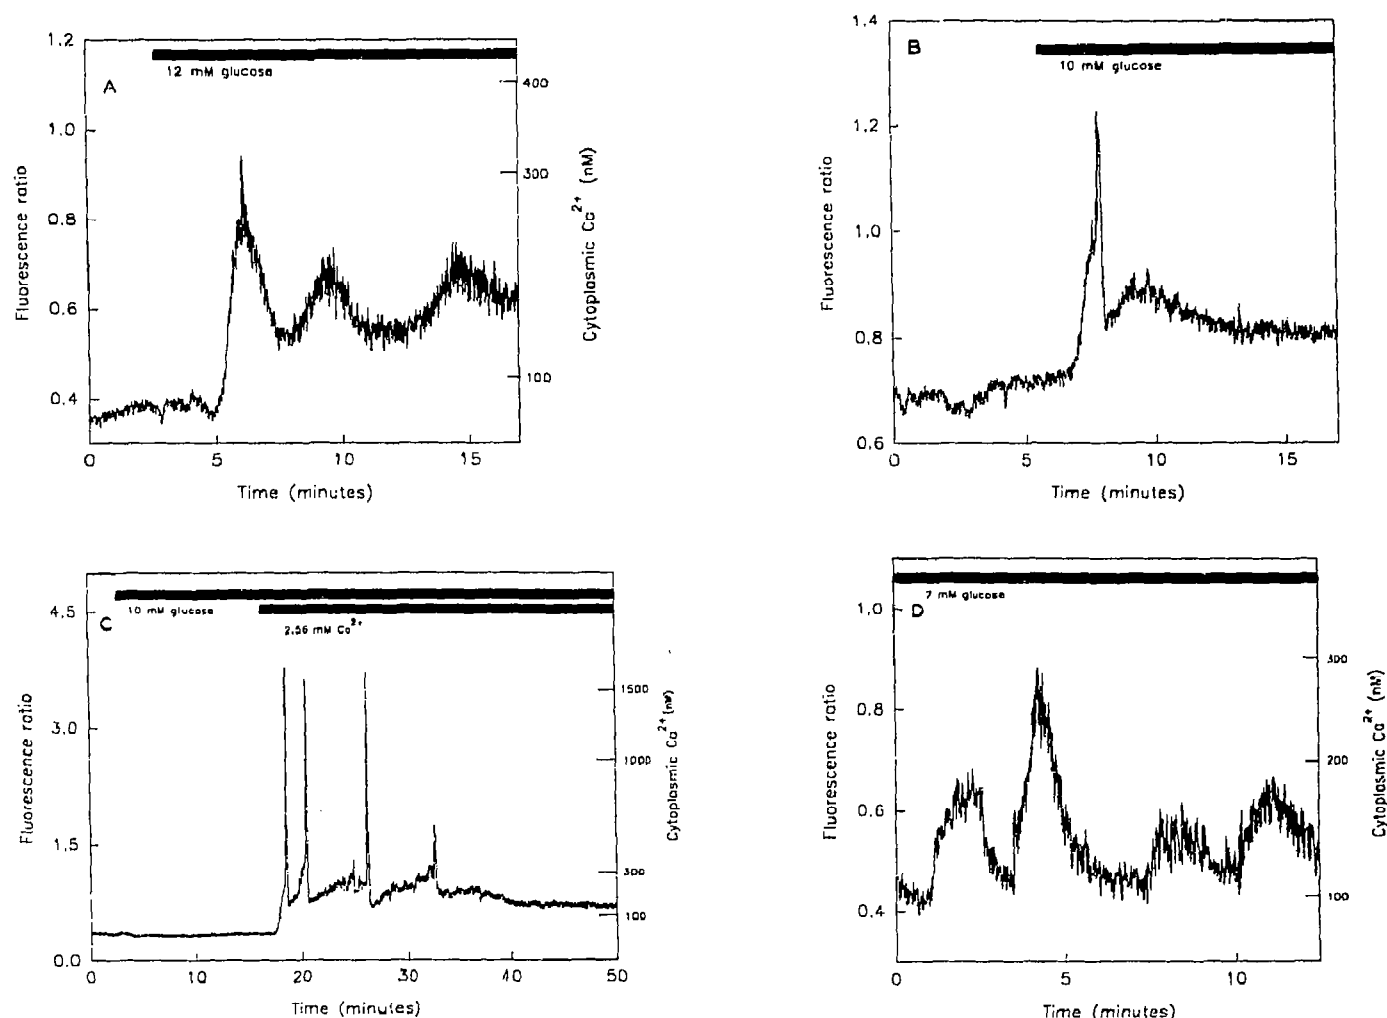 A
12 mM glucose
1.2
1.0
0.8
0.6
0.4
400
300
100
0
5
10
15
Fluorescence ratio
Cytoplasmic Ca2+ (nM)
Time (minutes)
B
10 mM glucose
1.4
1.2
1.0
0.8
0.6
0
5
10
15
Fluorescence ratio
Time (minutes)
C
10 mM glucose
2.56 mM Ca2+
4.5
3.0
1.5
0.0
1500
1000
300
100
0
10
20
30
40
50
Fluorescence ratio
Cytoplasmic Ca2+ (nM)
Time (minutes)
D
7 mM glucose
1.0
0.8
0.6
0.4
300
200
100
0
5
10
Fluorescence ratio
Cytoplasmic Ca2+ (nM)
Time (minutes)